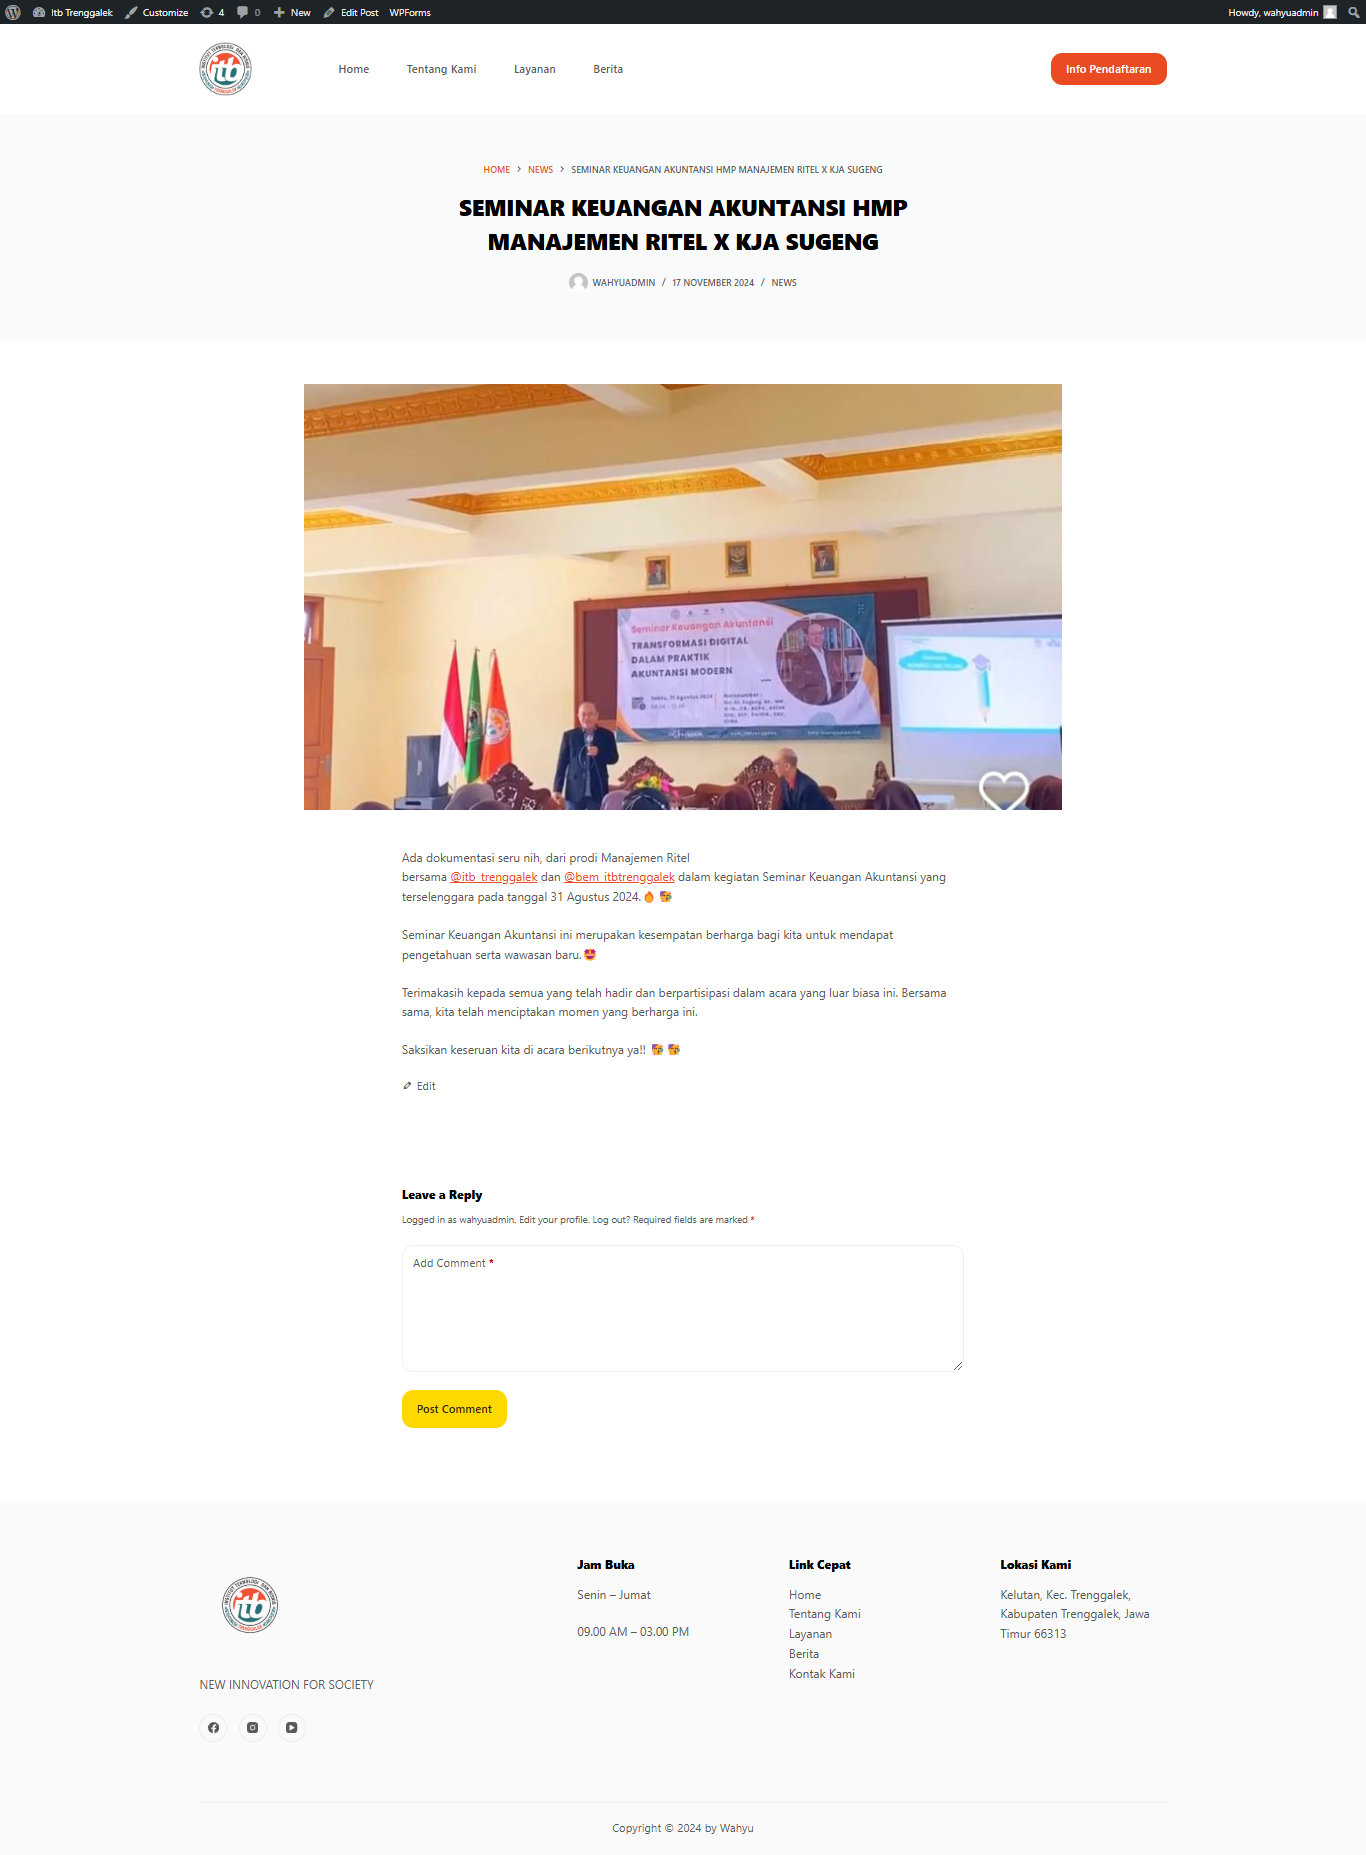 Itb Trenggalek Customize 4 0 New Edit Post WPForms Howdy, wahyuadmin
itb
Home Tentang Kami Layanan Berita Info Pendaftaran
HOME > NEWS > SEMINAR KEUANGAN AKUNTANSI HMP MANAJEMEN RITEL X KJA SUGENG
SEMINAR KEUANGAN AKUNTANSI HMP
MANAJEMEN RITEL X KJA SUGENG
WAHYUADMIN / 17 NOVEMBER 2024 / NEWS
Seminar Keuangan Akuntansi
TRANSFORMASI DIGITAL
DALAM PRAKTIK
AKUNTANSI MODERN
Sabtu, 31 Agustus 2024
Narasumber :
Ada dokumentasi seru nih, dari prodi Manajemen Ritel
bersama @itb_trenggalek dan @bem_itbtrenggalek dalam kegiatan Seminar Keuangan Akuntansi yang
terselenggara pada tanggal 31 Agustus 2024.🔥🥳
Seminar Keuangan Akuntansi ini merupakan kesempatan berharga bagi kita untuk mendapat
pengetahuan serta wawasan baru.🤩
Terimakasih kepada semua yang telah hadir dan berpartisipasi dalam acara yang luar biasa ini. Bersama
sama, kita telah menciptakan momen yang berharga ini.
Saksikan keseruan kita di acara berikutnya ya!! 🥳🥳
Edit
Leave a Reply
Logged in as wahyuadmin. Edit your profile. Log out? Required fields are marked *
Add Comment *
Post Comment
itb
NEW INNOVATION FOR SOCIETY
Jam Buka
Senin – Jumat
09.00 AM – 03.00 PM
Link Cepat
Home
Tentang Kami
Layanan
Berita
Kontak Kami
Lokasi Kami
Kelutan, Kec. Trenggalek,
Kabupaten Trenggalek, Jawa
Timur 66313
Copyright © 2024 by Wahyu